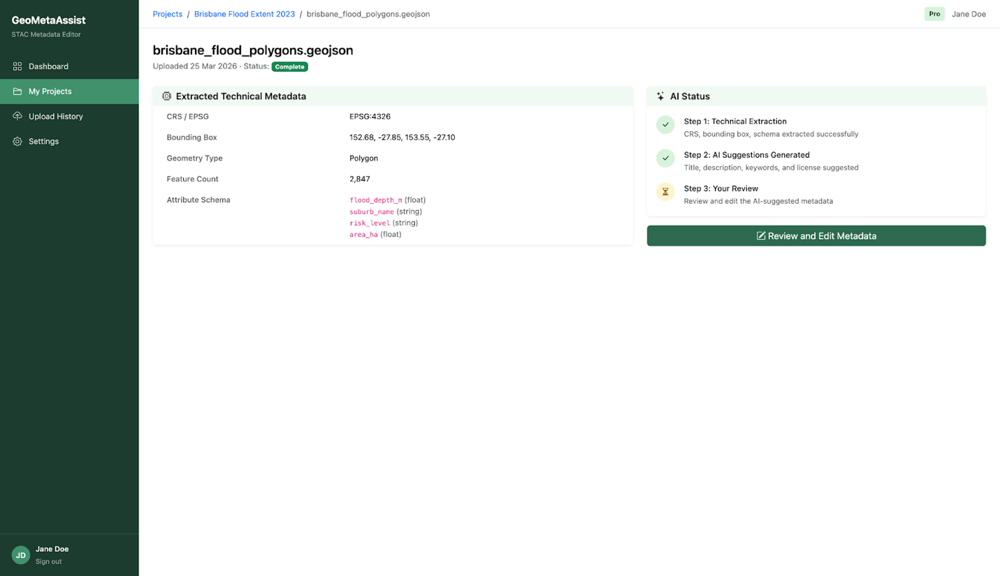 GeoMetaAssist
STAC Metadata Editor
Dashboard
My Projects
Upload History
Settings
JD
Jane Doe
Sign out
Projects / Brisbane Flood Extent 2023 / brisbane_flood_polygons.geojson
Pro Jane Doe
brisbane_flood_polygons.geojson
Uploaded 25 Mar 2026 · Status: Complete
Extracted Technical Metadata
CRS / EPSG EPSG:4326
Bounding Box 152.68, -27.85, 153.55, -27.10
Geometry Type Polygon
Feature Count 2,847
Attribute Schema flood_depth_m (float)
suburb_name (string)
risk_level (string)
area_ha (float)
AI Status
Step 1: Technical Extraction
CRS, bounding box, schema extracted successfully
Step 2: AI Suggestions Generated
Title, description, keywords, and license suggested
Step 3: Your Review
Review and edit the AI-suggested metadata
Review and Edit Metadata